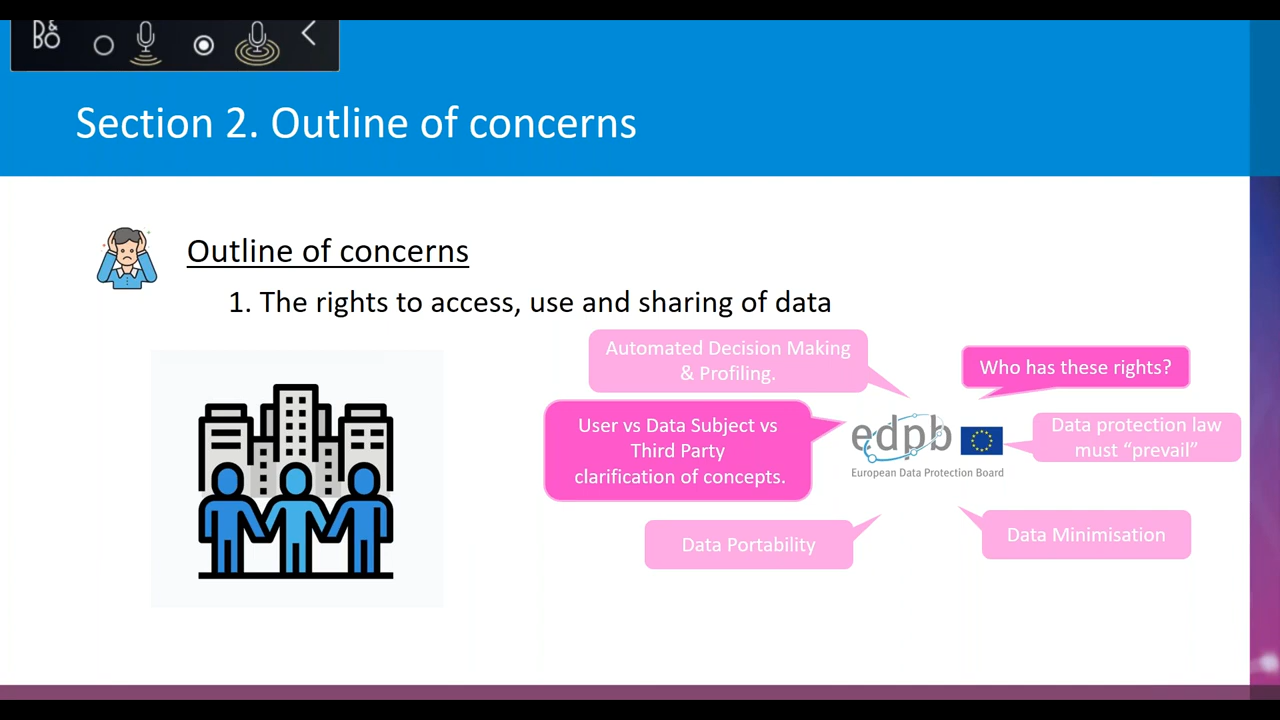 B&O
Section 2. Outline of concerns
Outline of concerns
1. The rights to access, use and sharing of data
Automated Decision Making
& Profiling.
Who has these rights?
User vs Data Subject vs
Third Party
clarification of concepts.
edpb
European Data Protection Board
Data protection law
must “prevail”
Data Portability
Data Minimisation